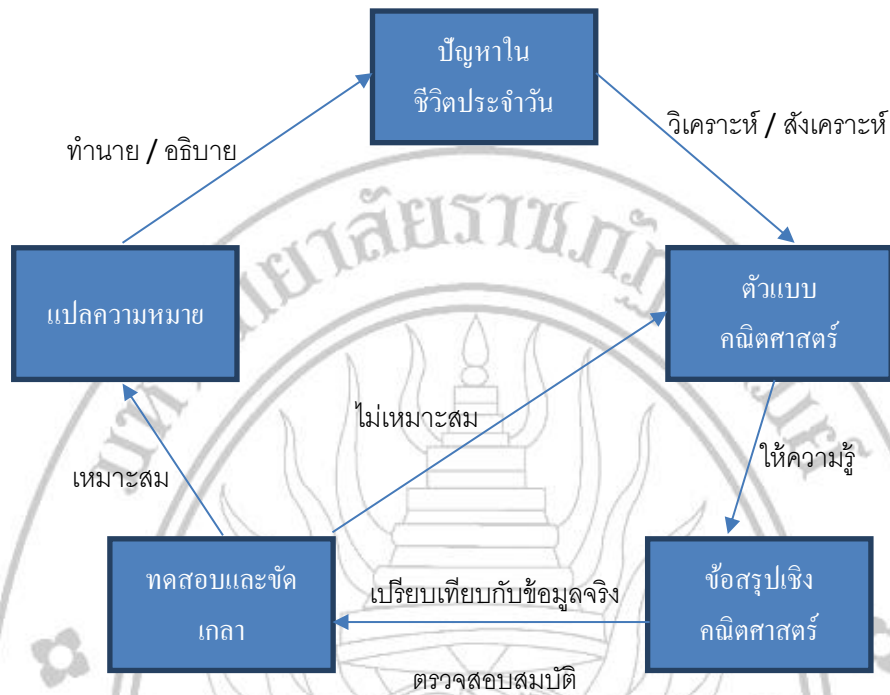 ปัญหาใน
ชีวิตประจำวัน
วิเคราะห์ / สังเคราะห์
ทำนาย / อธิบาย
แปลความหมาย
ตัวแบบ
คณิตศาสตร์
ไม่เหมาะสม
ให้ความรู้
เหมาะสม
ทดสอบและขัด
เกลา
เปรียบเทียบกับข้อมูลจริง
ข้อสรุปเชิง
คณิตศาสตร์
ตรวจสอบสมบัติ